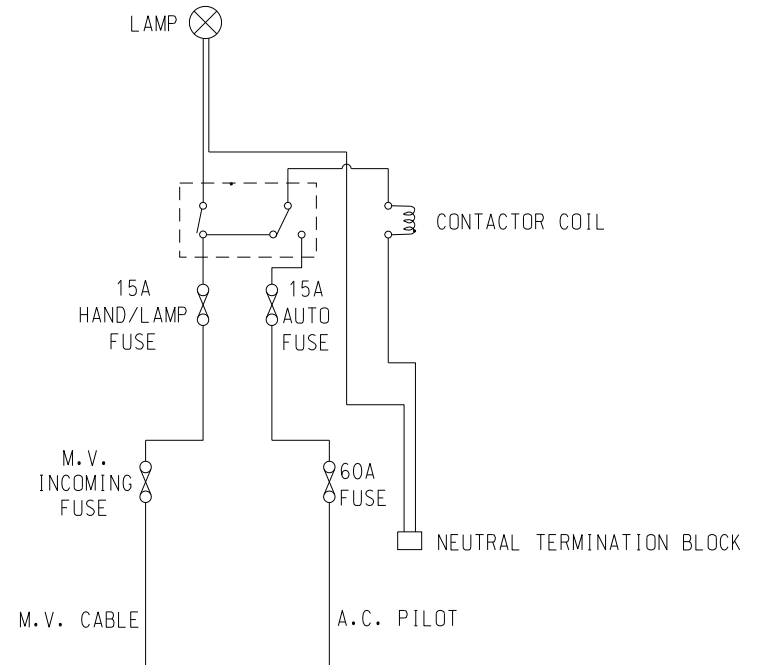 LAMP
CONTACTOR COIL
15A
HAND/LAMP
FUSE
15A
AUTO
FUSE
M.V.
INCOMING
FUSE
60A
FUSE
NEUTRAL TERMINATION BLOCK
M.V. CABLE
A.C. PILOT